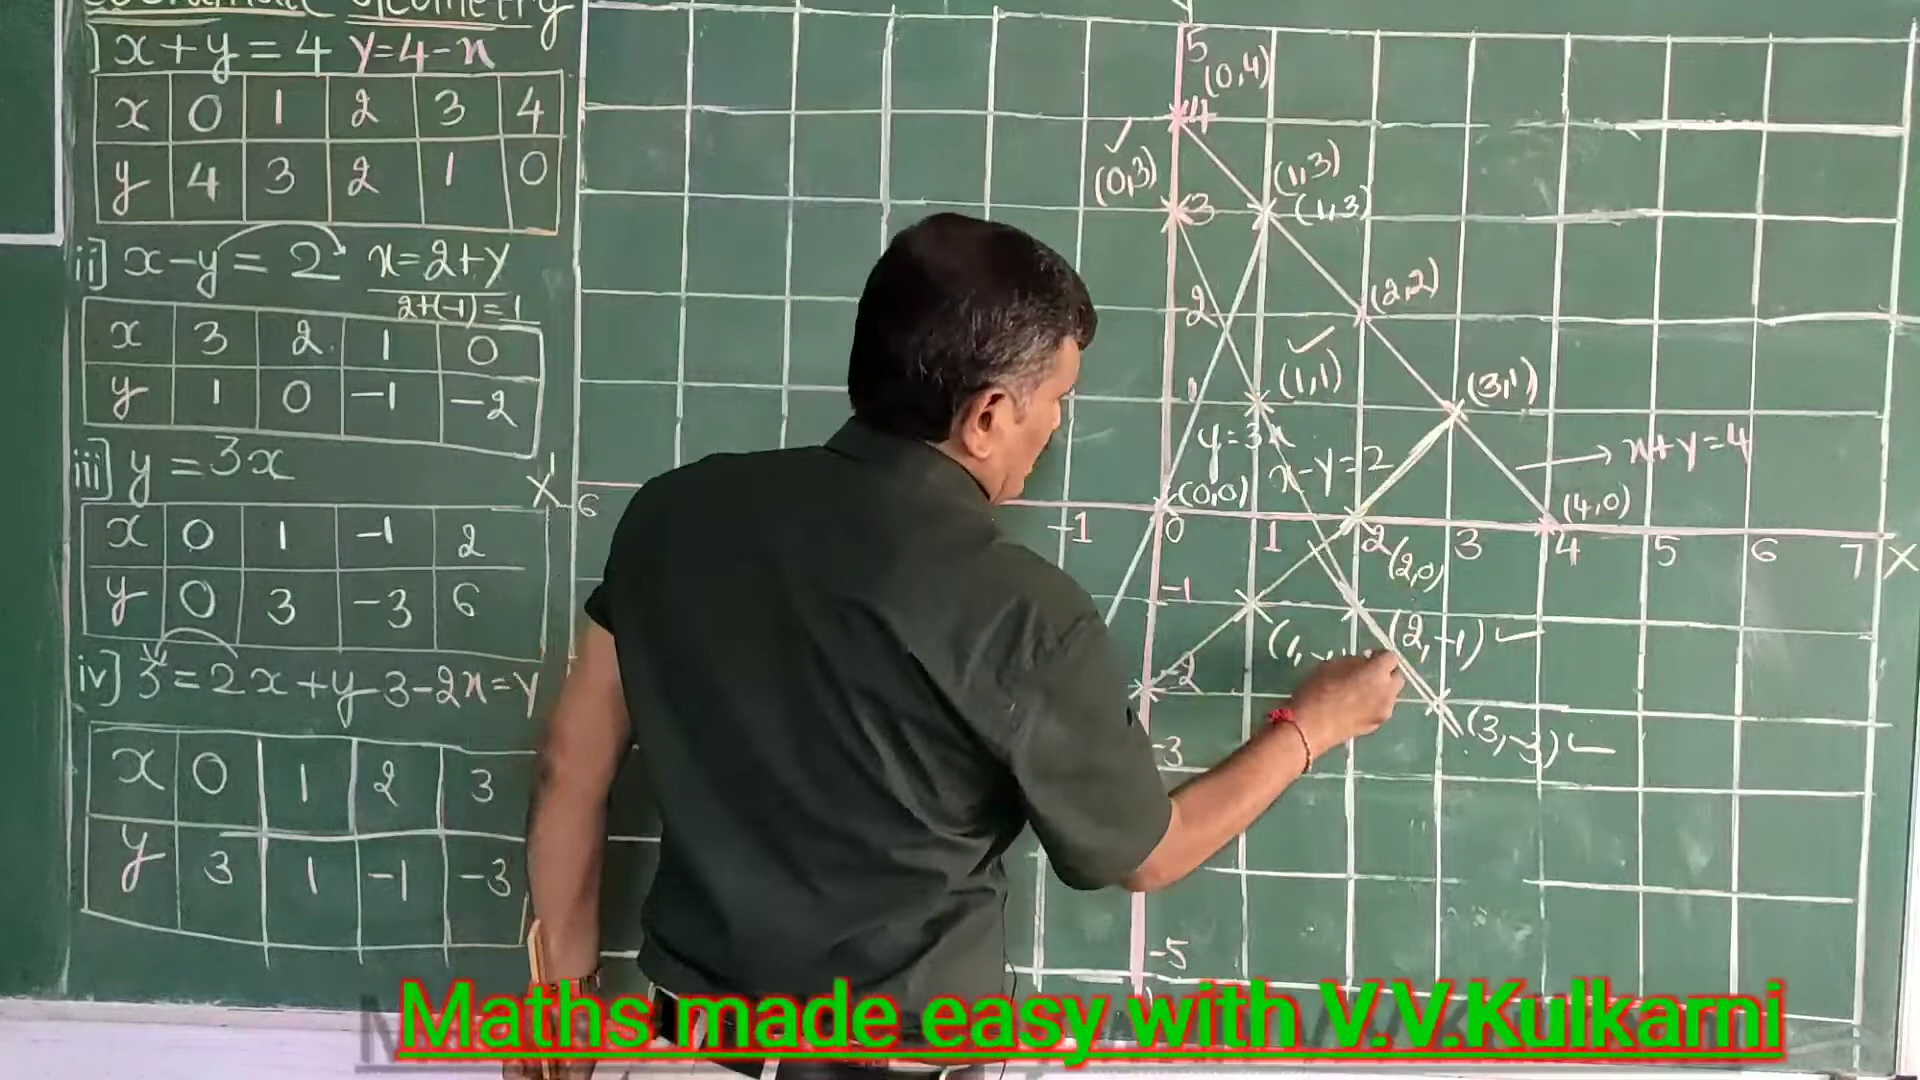 Coordinate Geometry
i) x+y=4 y=4-x
x 0 1 2 3 4
y 4 3 2 1 0
ii] x-y=2 x=2+y
2+(-1)=1
x 3 2 1 0
y 1 0 -1 -2
iii] y=3x
x 0 1 -1 2
y 0 3 -3 6
iv] 3=2x+y 3-2x=y
x 0 1 2 3
y 3 1 -1 -3
5
(0,4)
4
(0,3) ✓
3
(1,3)
(1,3)
2
(2,2)
1
(1,1) ✓
(3,1)
y=3x
x-y=2
x+y=4
X' 6 -1 0 1 2 3 4 5 6 7 X
(0,0)
(4,0)
(2,0)
-1
(1,
(2,-1) ✓
-2
(3,-3) ✓
-3
-5
Maths made easy with V.V.Kulkarni